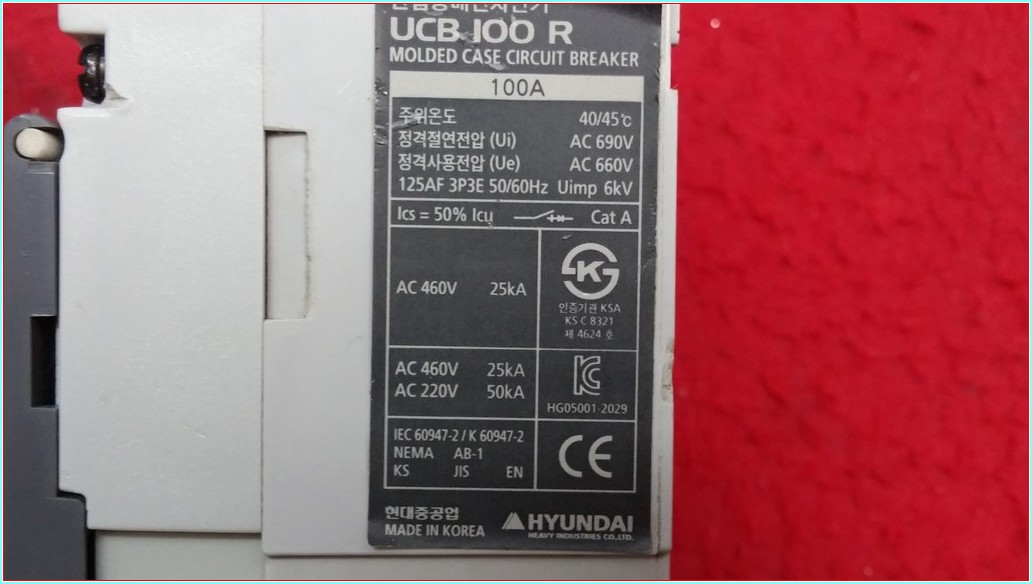 UCB 100 R
MOLDED CASE CIRCUIT BREAKER
100A
주위온도 40/45℃
정격절연전압 (Ui) AC 690V
정격사용전압 (Ue) AC 660V
125AF 3P3E 50/60Hz Uimp 6kV
Ics = 50% Icu Cat A
AC 460V 25kA
K
인증기관 KSA
KS C 8321
제 4624 호
AC 460V 25kA
AC 220V 50kA
KC
HG05001-2029
IEC 60947-2 / K 60947-2
NEMA AB-1
KS JIS EN
CE
현대중공업
MADE IN KOREA
HYUNDAI
HEAVY INDUSTRIES CO.,LTD.